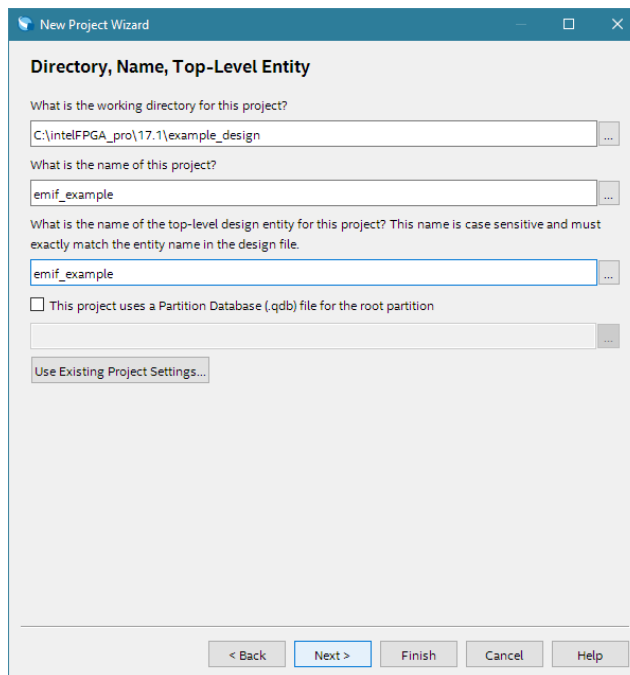 New Project Wizard
Directory, Name, Top-Level Entity
What is the working directory for this project?
C:\intelFPGA_pro\17.1\example_design
...
What is the name of this project?
emif_example
...
What is the name of the top-level design entity for this project? This name is case sensitive and must
exactly match the entity name in the design file.
emif_example
...
This project uses a Partition Database (.qdb) file for the root partition
...
Use Existing Project Settings...
< Back Next > Finish Cancel Help